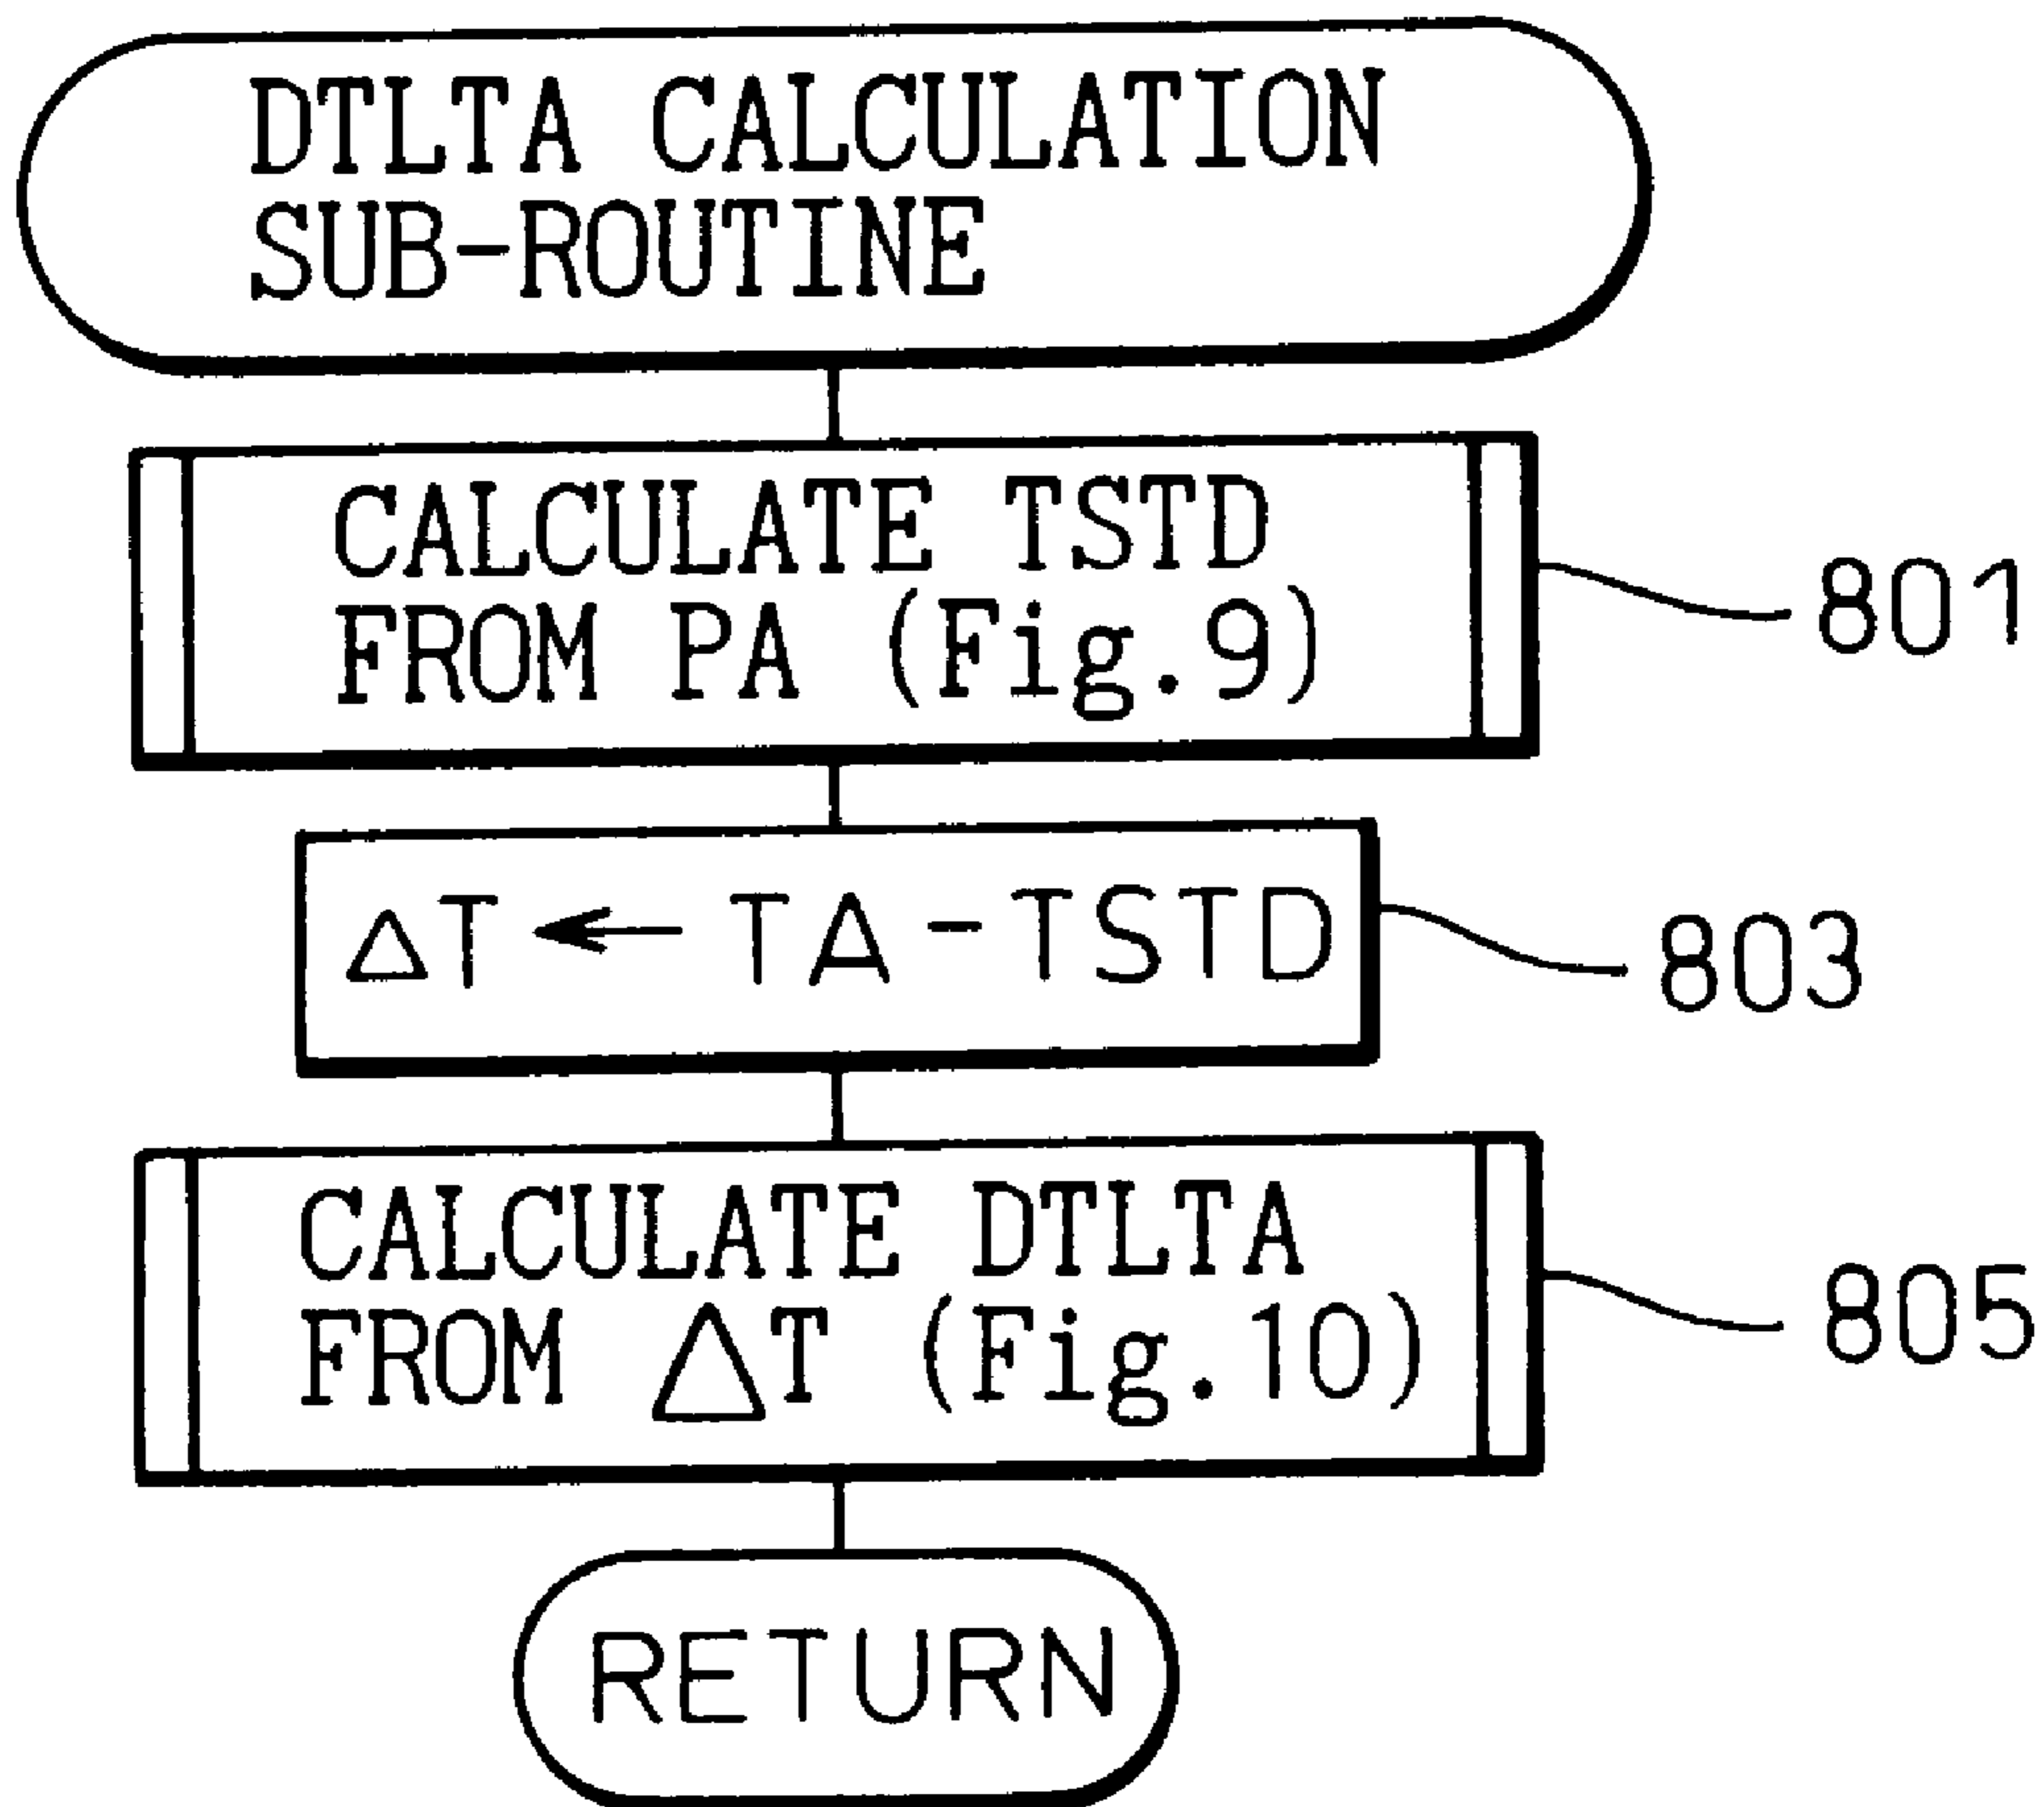 DTLTA CALCULATION
SUB-ROUTINE
CALCULATE TSTD
FROM PA (Fig.9)
801
ΔT ← TA-TSTD
803
CALCULATE DTLTA
FROM ΔT (Fig.10)
805
RETURN